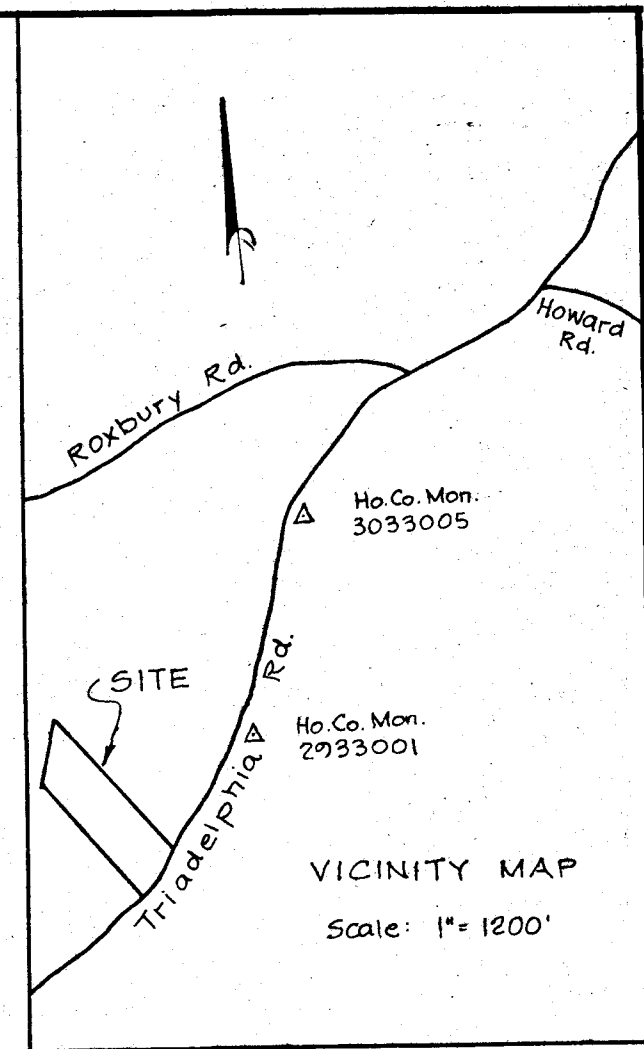 Howard
Rd.
Roxbury Rd.
Ho.Co.Mon.
3033005
SITE
Ho.Co.Mon.
2933001
Triadelphia Rd.
VICINITY MAP
Scale: 1"= 1200'